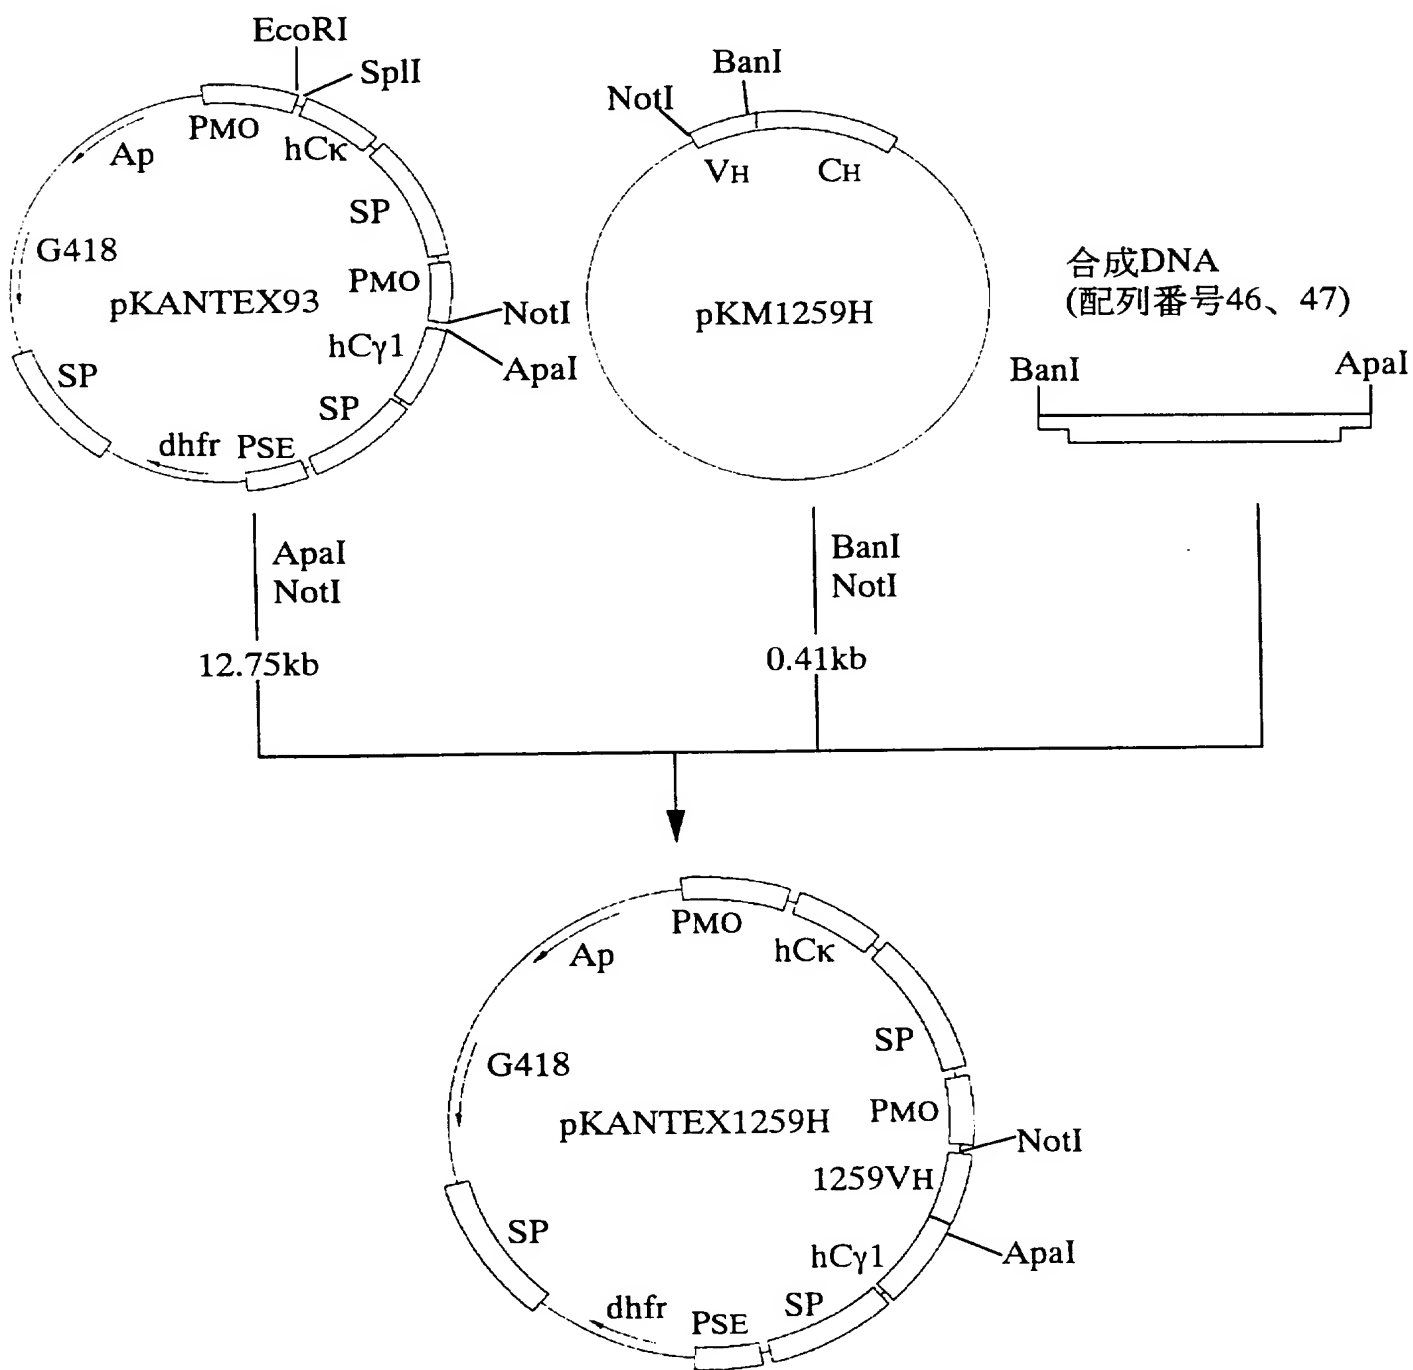 EcoRI
SplI
PMO
hCκ
Ap
SP
G418
PMO
pKANTEX93
NotI
hCγ1
ApaI
SP
SP
dhfr
PSE
BanI
NotI
VH
CH
pKM1259H
合成DNA
(配列番号46、47)
BanI
ApaI
ApaI
NotI
12.75kb
BanI
NotI
0.41kb
PMO
hCκ
Ap
SP
G418
PMO
pKANTEX1259H
NotI
1259VH
ApaI
hCγ1
SP
SP
dhfr
PSE